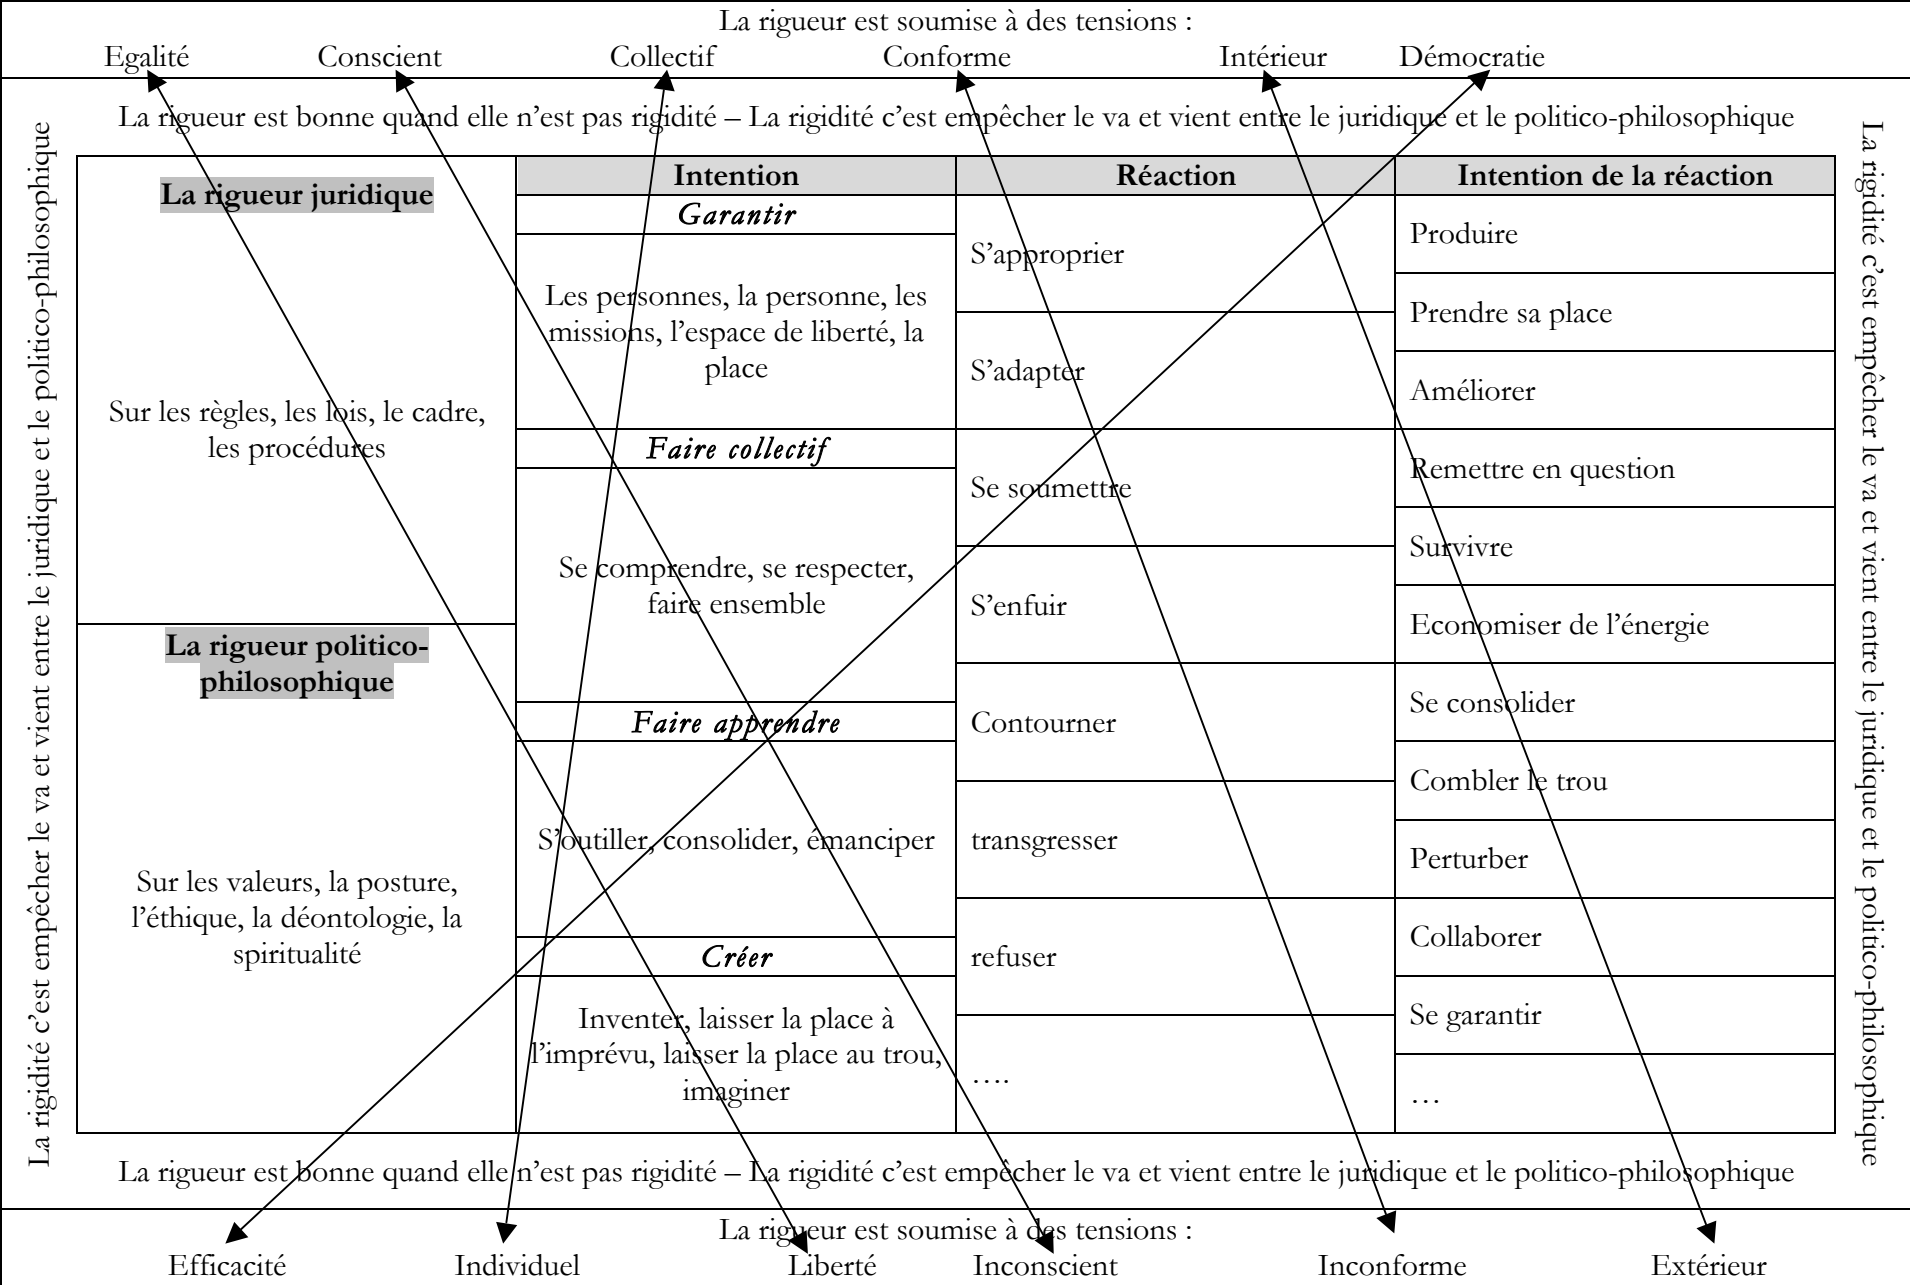 La rigueur est soumise à des tensions :
Egalité Conscient Collectif Conforme Intérieur Démocratie
La rigueur est bonne quand elle n’est pas rigidité – La rigidité c’est empêcher le va et vient entre le juridique et le politico-philosophique
La rigidité c’est empêcher le va et vient entre le juridique et le politico-philosophique
La rigueur juridique
Sur les règles, les lois, le cadre,
les procédures
La rigueur politico-
philosophique
Sur les valeurs, la posture,
l’éthique, la déontologie, la
spiritualité
Intention
Garantir
Les personnes, la personne, les
missions, l’espace de liberté, la
place
Faire collectif
Se comprendre, se respecter,
faire ensemble
Faire apprendre
S’outiller, consolider, émanciper
Créer
Inventer, laisser la place à
l’imprévu, laisser la place au trou,
imaginer
Réaction
S’approprier
S’adapter
Se soumettre
S’enfuir
Contourner
transgresser
refuser
….
Intention de la réaction
Produire
Prendre sa place
Améliorer
Remettre en question
Survivre
Economiser de l’énergie
Se consolider
Combler le trou
Perturber
Collaborer
Se garantir
…
La rigidité c’est empêcher le va et vient entre le juridique et le politico-philosophique
La rigueur est bonne quand elle n’est pas rigidité – La rigidité c’est empêcher le va et vient entre le juridique et le politico-philosophique
La rigueur est soumise à des tensions :
Efficacité Individuel Liberté Inconscient Inconforme Extérieur